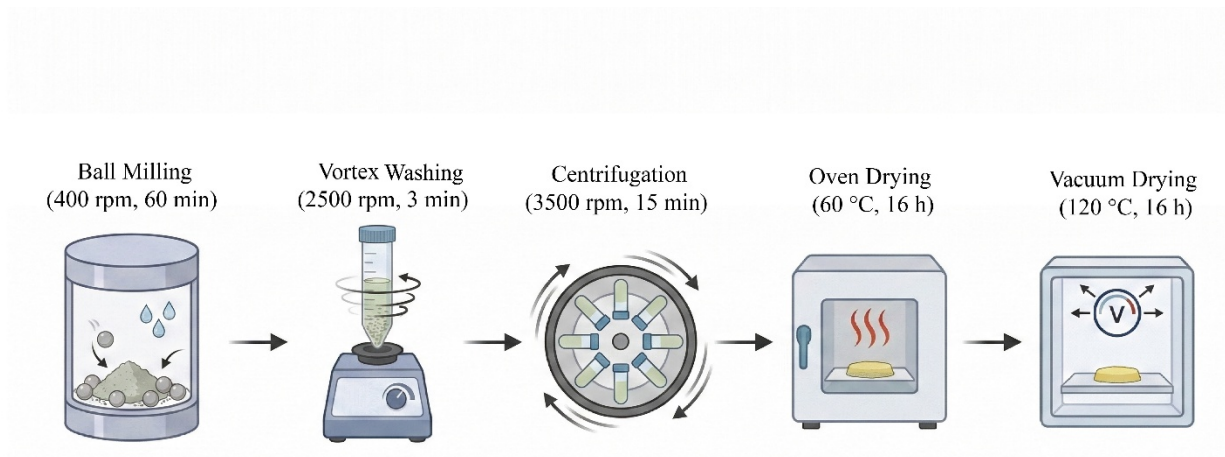 Ball Milling
(400 rpm, 60 min)
Vortex Washing
(2500 rpm, 3 min)
Centrifugation
(3500 rpm, 15 min)
Oven Drying
(60 °C, 16 h)
Vacuum Drying
(120 °C, 16 h)
V